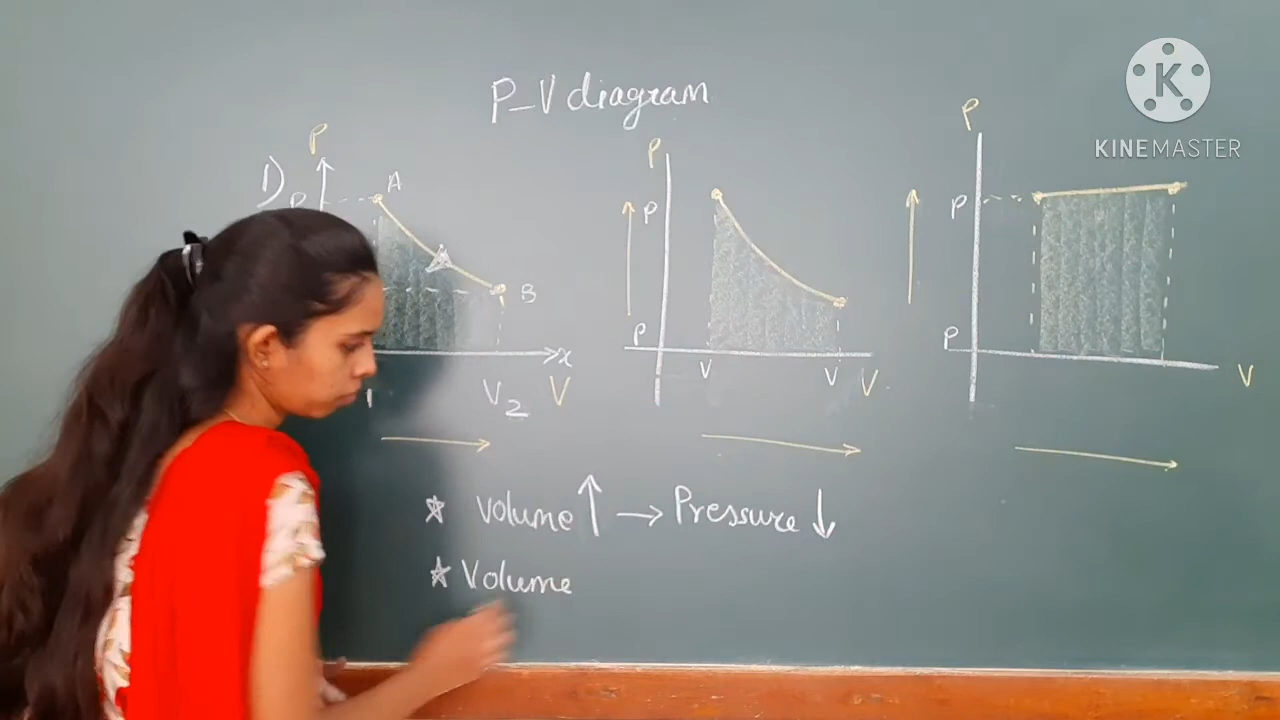 P-V diagram
K
KINEMASTER
1)
P
A
P
B
x
V2
V
P
P
P
V
V
V
P
P
P
V
* volume ↑ → Pressure ↓
* Volume